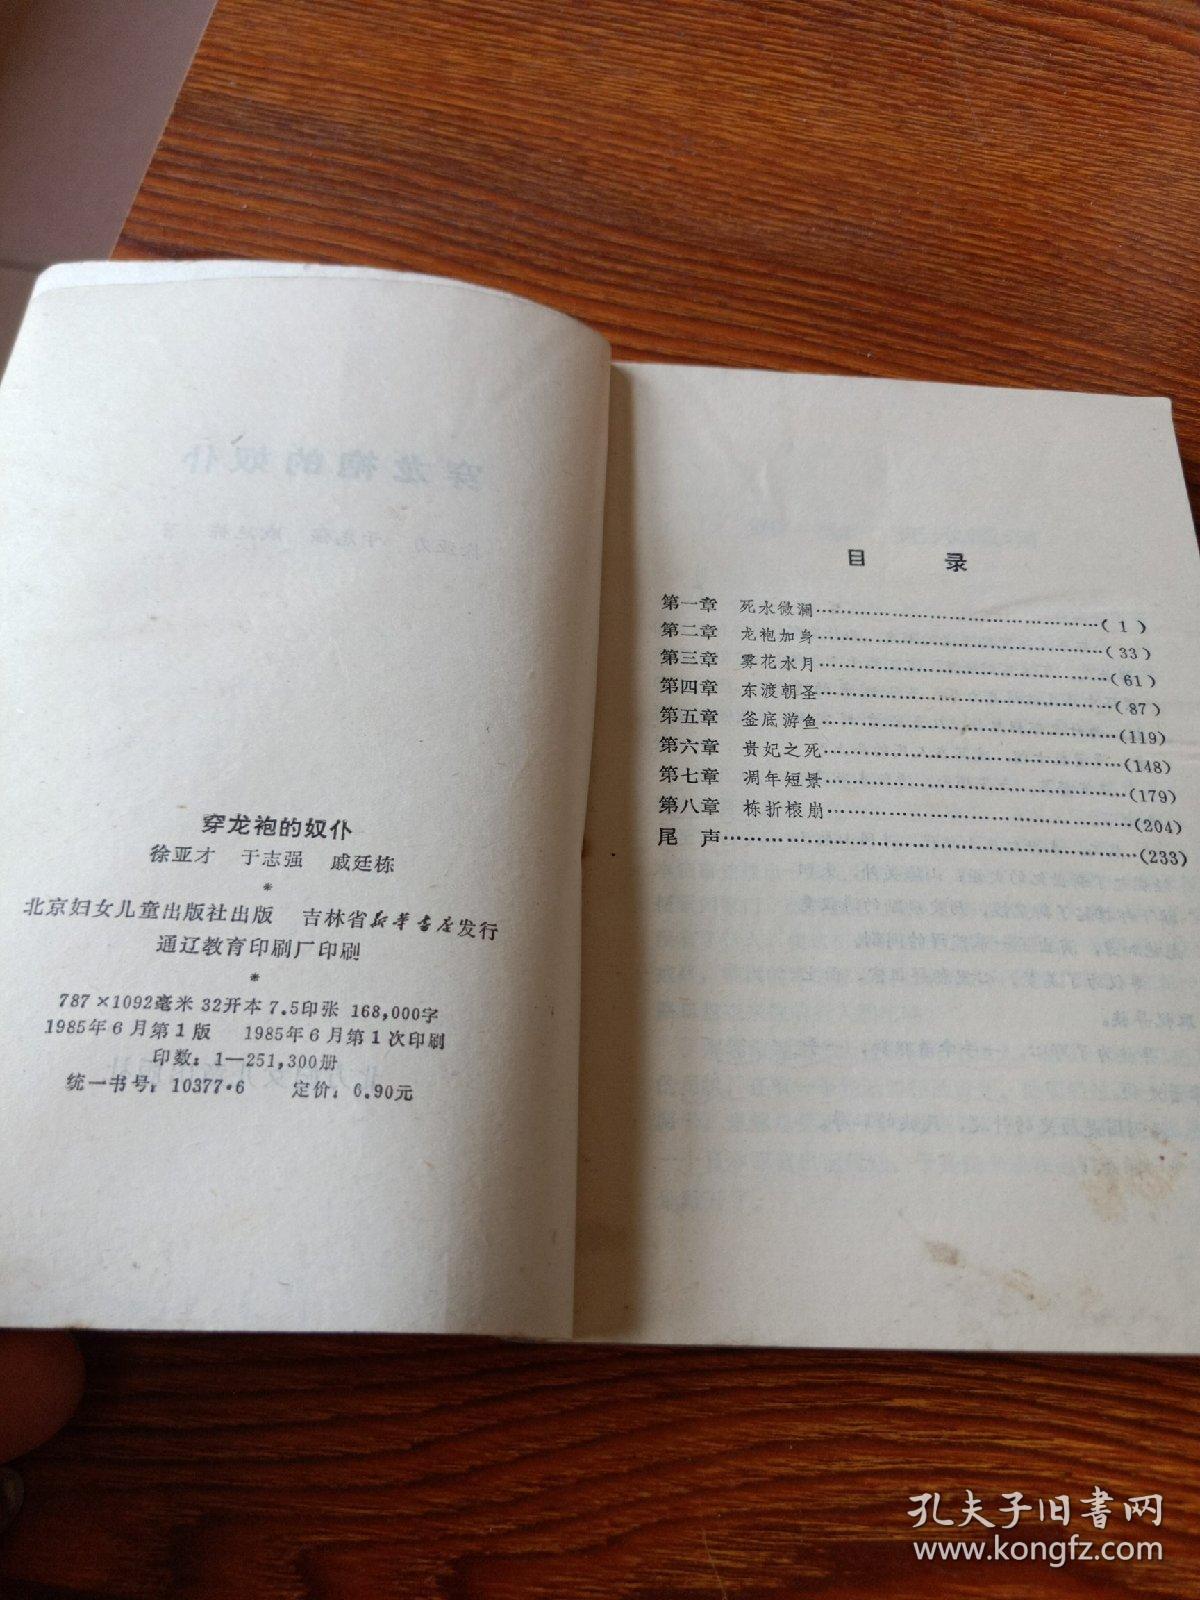 穿龙袍的奴仆
徐亚才 于志强 戚廷栋
*
北京妇女儿童出版社出版 吉林省新华书店发行
通辽教育印刷厂印刷
*
787×1092毫米 32开本 7.5印张 168,000字
1985年6月第1版 1985年6月第1次印刷
印数：1—251,300册
统一书号：10377·6 定价：6.90元
目 录
第一章 死水微澜…………………………(1)
第二章 龙袍加身…………………………(33)
第三章 雾花水月…………………………(61)
第四章 东渡朝圣…………………………(87)
第五章 釜底游鱼…………………………(119)
第六章 贵妃之死…………………………(148)
第七章 凋年短景…………………………(179)
第八章 栋折榱崩…………………………(204)
尾 声……………………………………(233)
孔夫子旧书网
www.kongfz.com